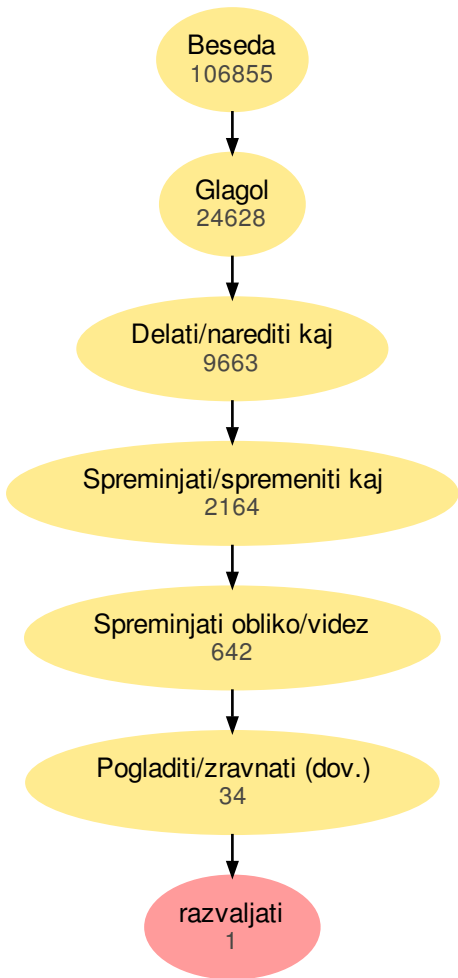 Beseda
106855
Glagol
24628
Delati/narediti kaj
9663
Spreminjati/spremeniti kaj
2164
Spreminjati obliko/videz
642
Pogladiti/zravnati (dov.)
34
razvaljati
1